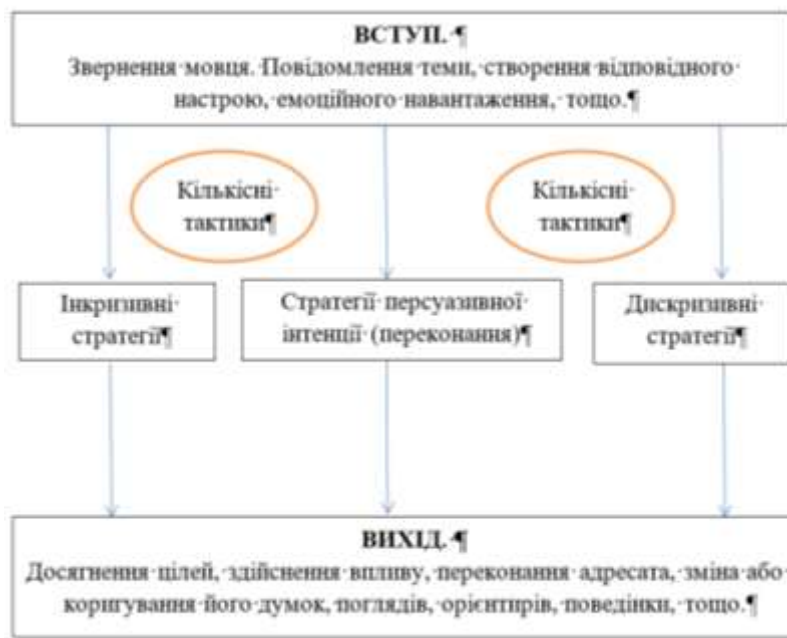 ВСТУП.·¶
Звернення·мовця.·Повідомлення·теми,·створення·відповідного·
настрою,·емоційного·навантаження,·тощо.¶
Кількісні·
тактики¶
Кількісні·
тактики¶
Інкризивні·
стратегії¶
Стратегії·персуазивної·
інтенції·(переконання)¶
Дискризивні·
стратегії¶
ВИХІД.·¶
Досягнення·цілей,·здійснення·впливу,·переконання·адресата,·зміна·або·
коригування·його·думок,·поглядів,·орієнтирів,·поведінки,·тощо.¶